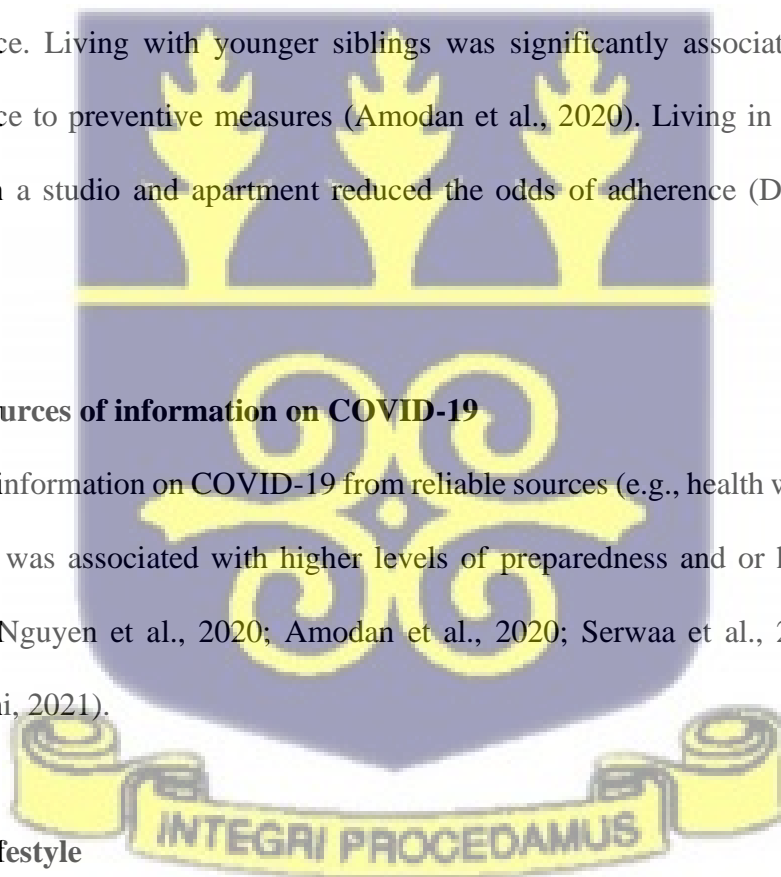 ce. Living with younger siblings was significantly associat
ce to preventive measures (Amodan et al., 2020). Living in
a studio and apartment reduced the odds of adherence (D
urces of information on COVID-19
information on COVID-19 from reliable sources (e.g., health w
was associated with higher levels of preparedness and or
Nguyen et al., 2020; Amodan et al., 2020; Serwaa et al., 2
i, 2021).
INTEGRI PROCEDAMUS
festyle